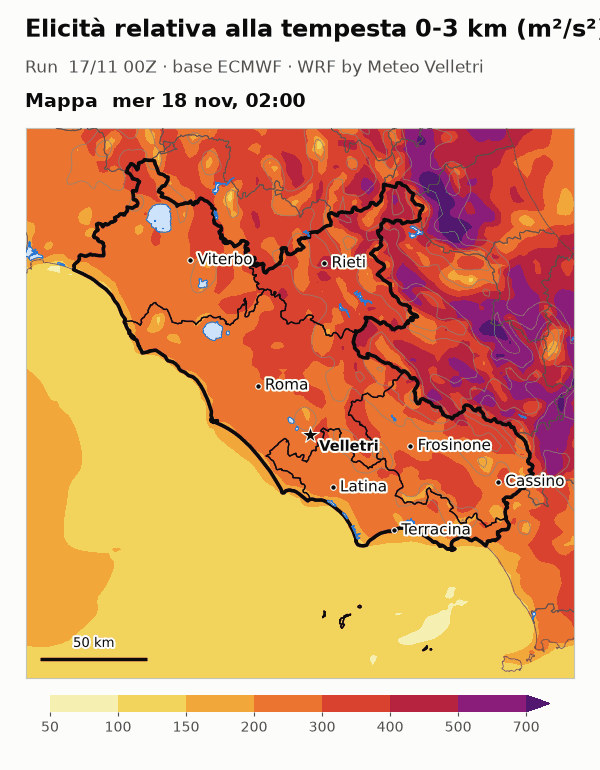 Elicità relativa alla tempesta 0-3 km (m²/s²)
Run  17/11 00Z · base ECMWF · WRF by Meteo Velletri
Mappa  mer 18 nov, 02:00
Viterbo
Rieti
Roma
Velletri
Frosinone
Latina
Cassino
Terracina
50 km
50 100 150 200 300 400 500 700